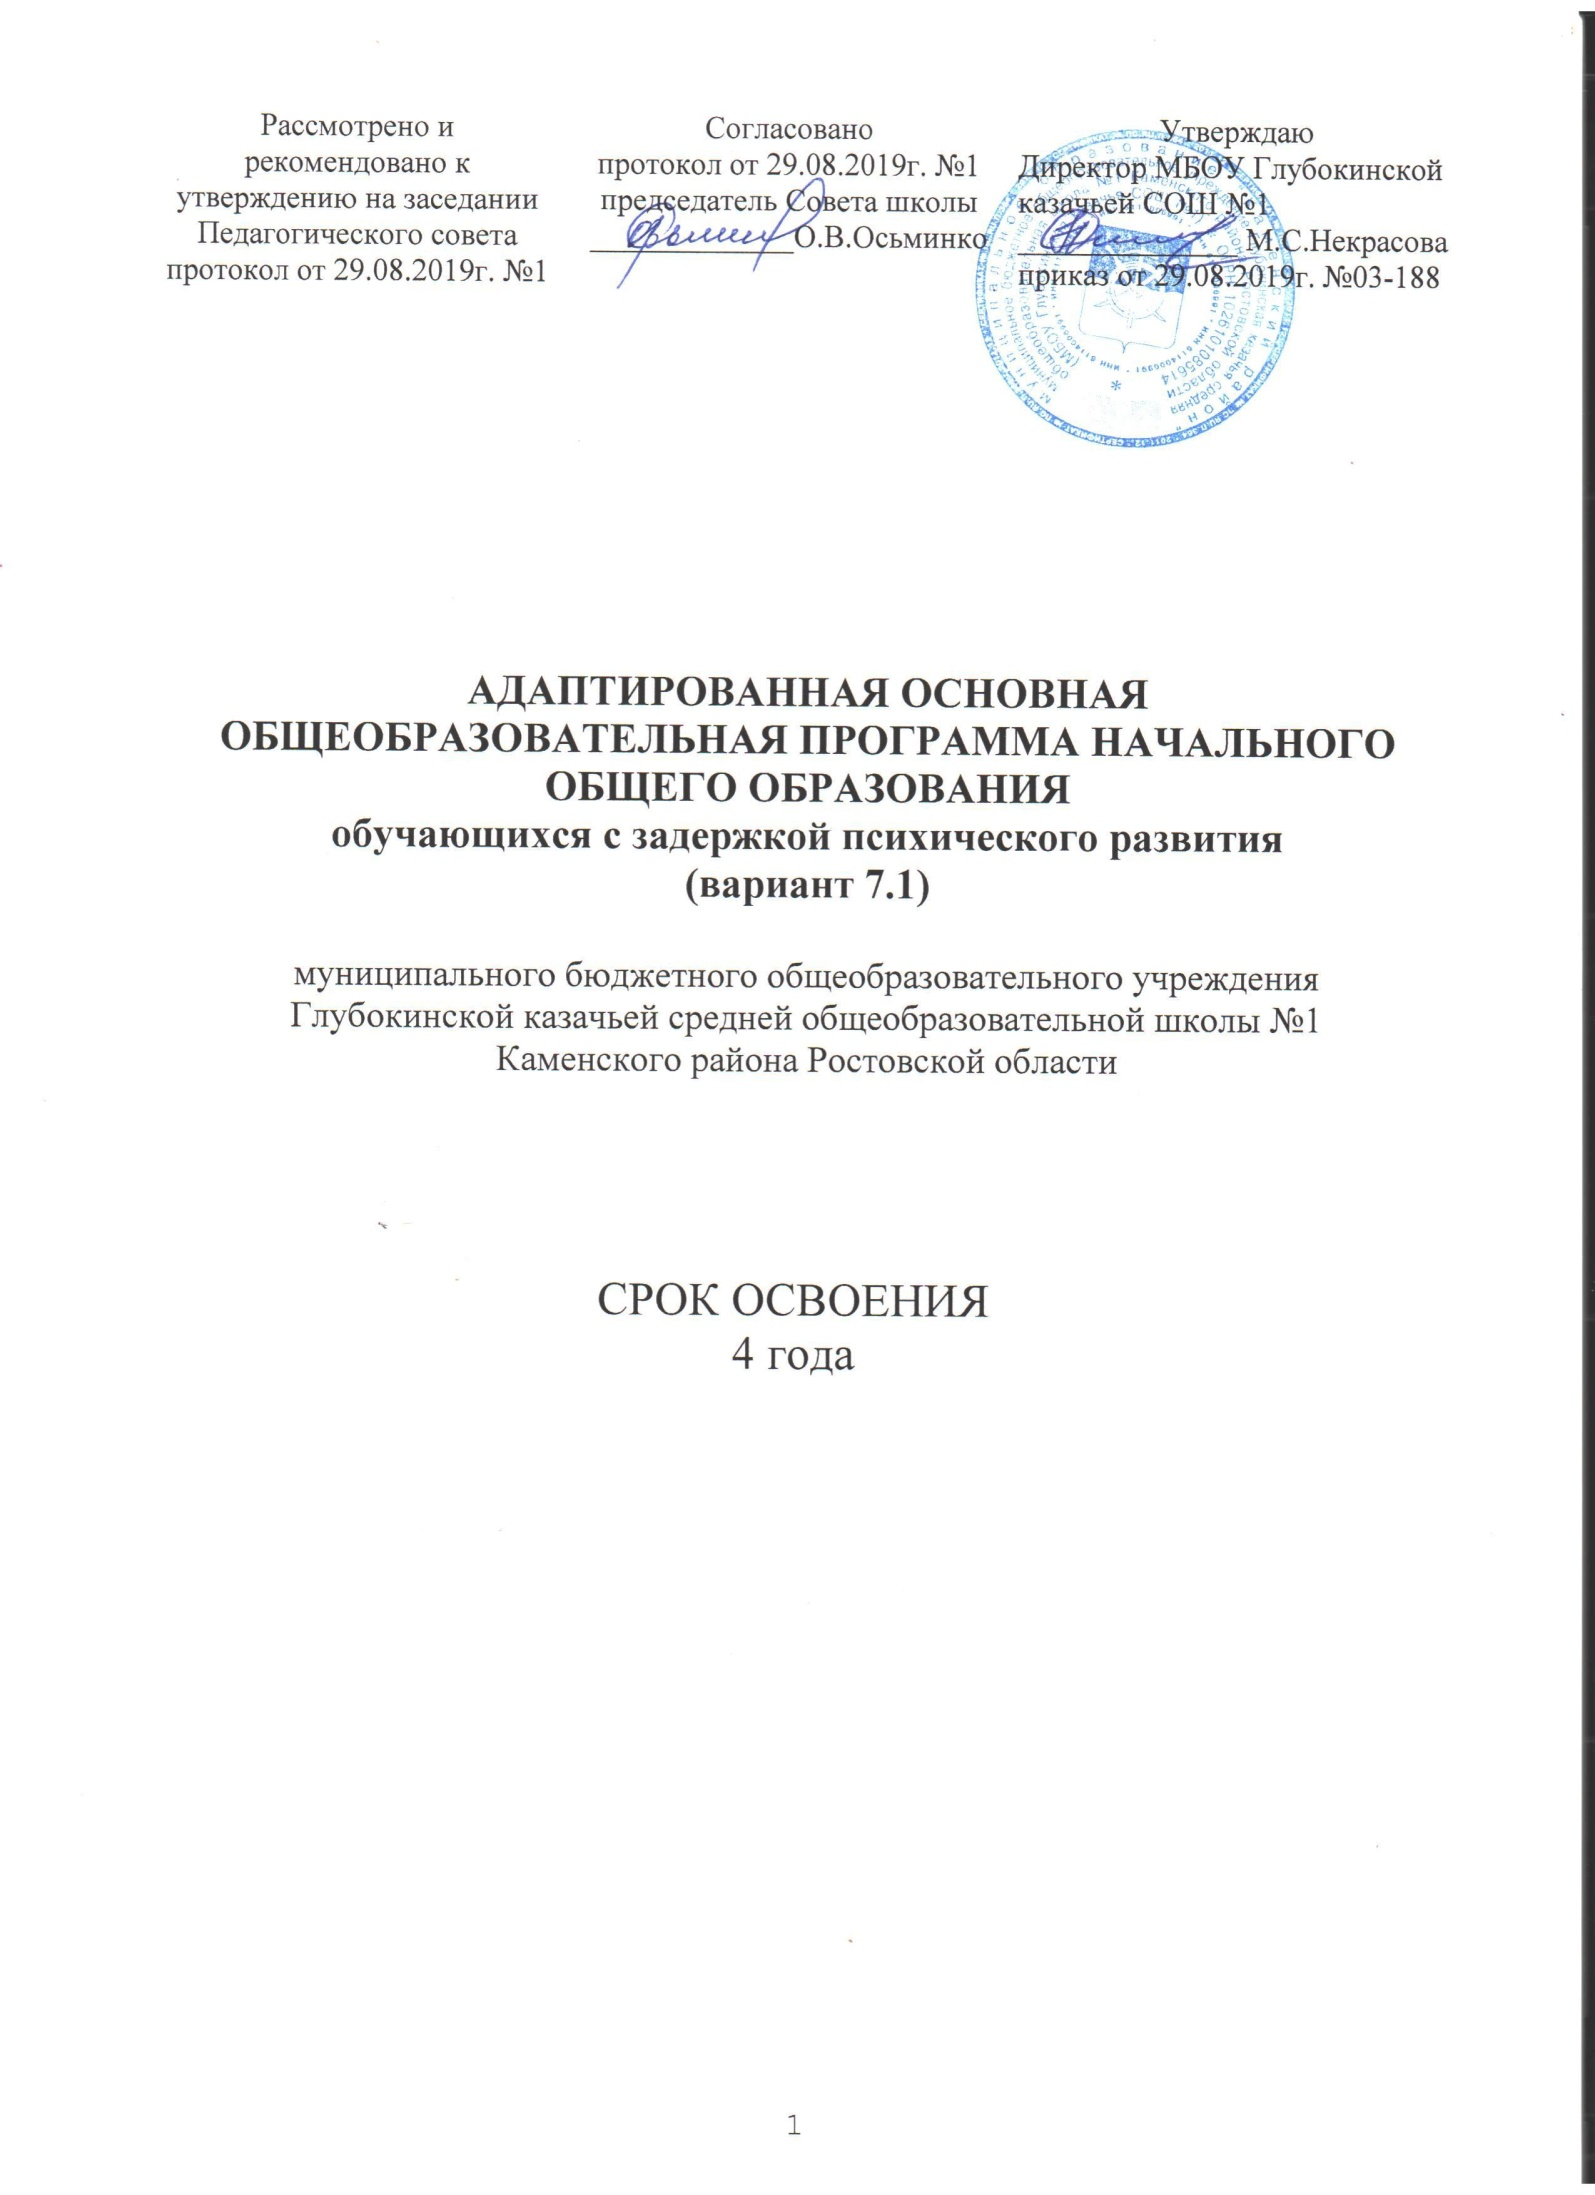 Рассмотрено и
рекомендовано к
утверждению на заседании
Педагогического совета
протокол от 29.08.2019г. №1
Согласовано
протокол от 29.08.2019г. №1
председатель Совета школы
О.В.Осьминко
Утверждаю
Директор МБОУ Глубокинской
казачьей СОШ №1
М.С.Некрасова
приказ от 29.08.2019г. №03-188
АДАПТИРОВАННАЯ ОСНОВНАЯ
ОБЩЕОБРАЗОВАТЕЛЬНАЯ ПРОГРАММА НАЧАЛЬНОГО
ОБЩЕГО ОБРАЗОВАНИЯ
обучающихся с задержкой психического развития
(вариант 7.1)
муниципального бюджетного общеобразовательного учреждения
Глубокинской казачьей средней общеобразовательной школы №1
Каменского района Ростовской области
СРОК ОСВОЕНИЯ
4 года
1